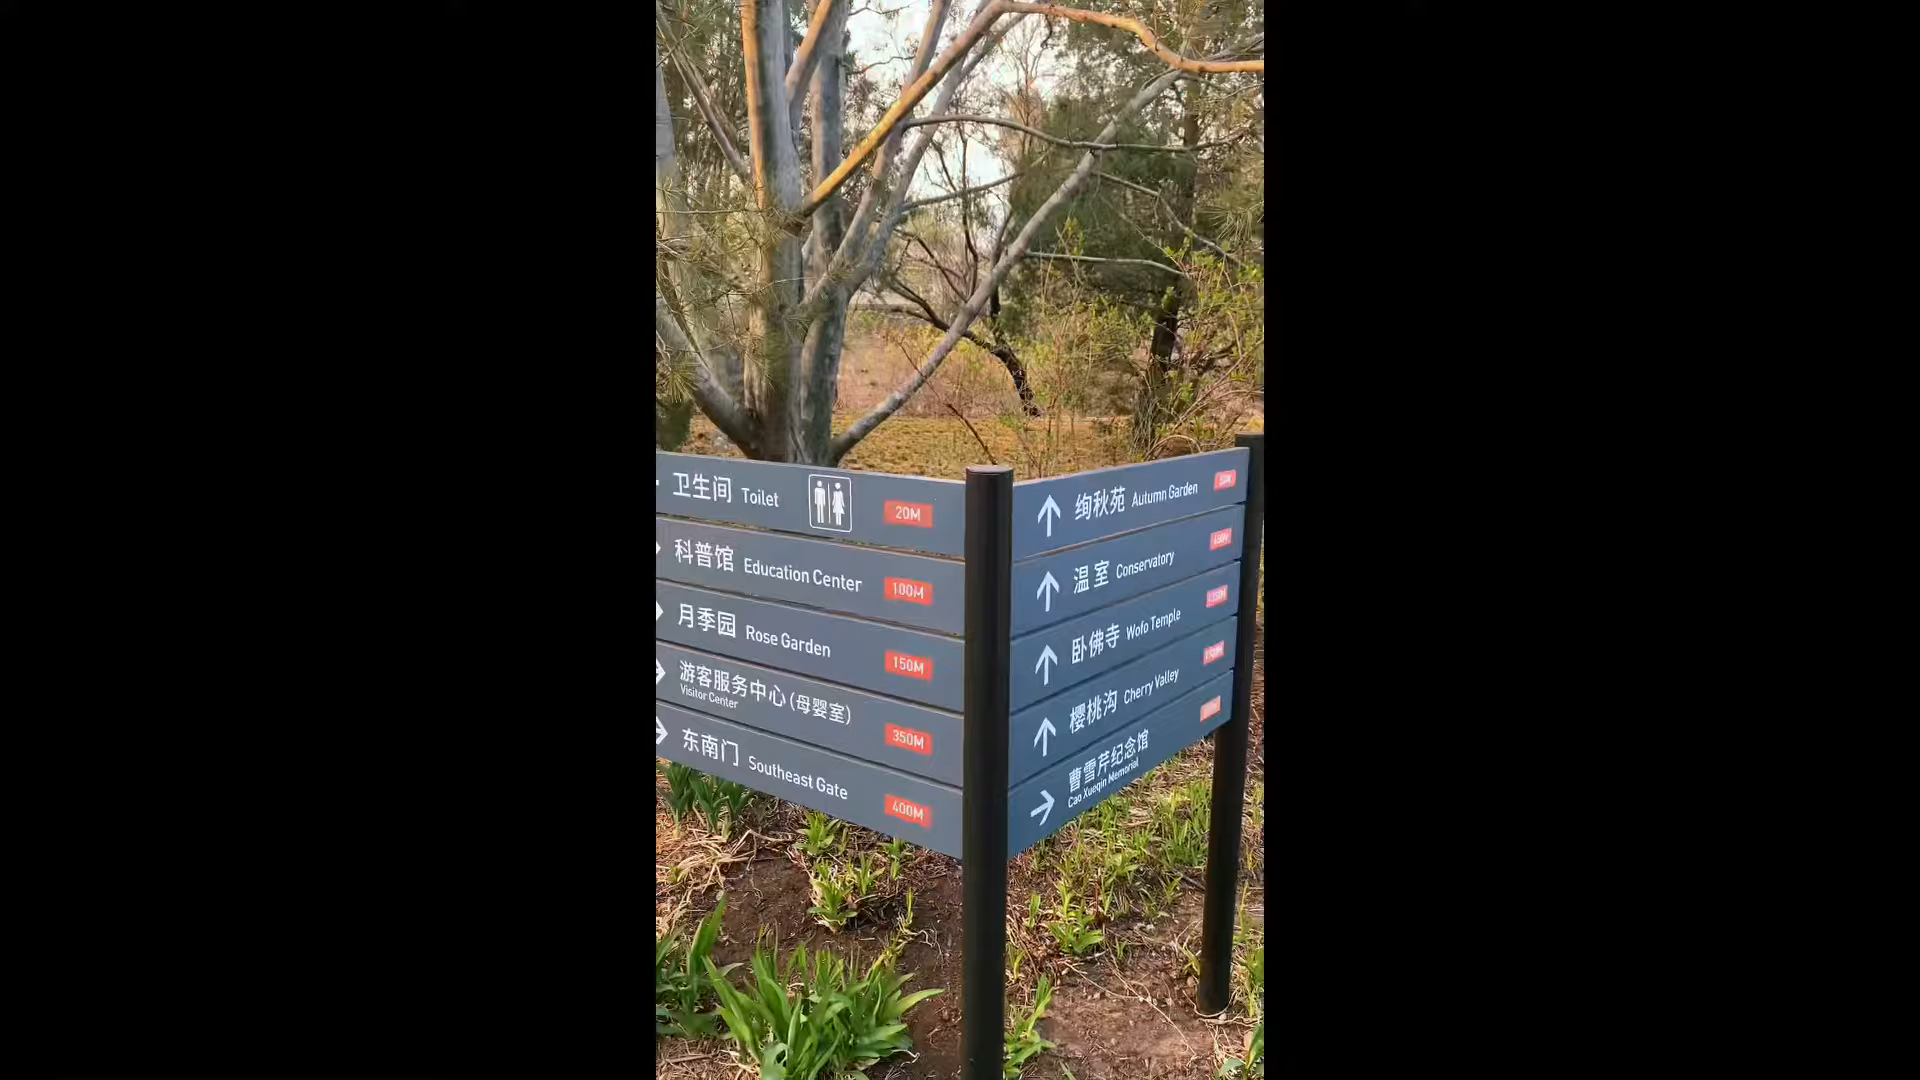 卫生间 Toilet 20M
科普馆 Education Center 100M
月季园 Rose Garden 150M
游客服务中心(母婴室) 350M
Visitor Center
东南门 Southeast Gate 400M
绚秋苑 Autumn Garden
温室 Conservatory
卧佛寺 Wofo Temple
樱桃沟 Cherry Valley
曹雪芹纪念馆
Cao Xueqin Memorial